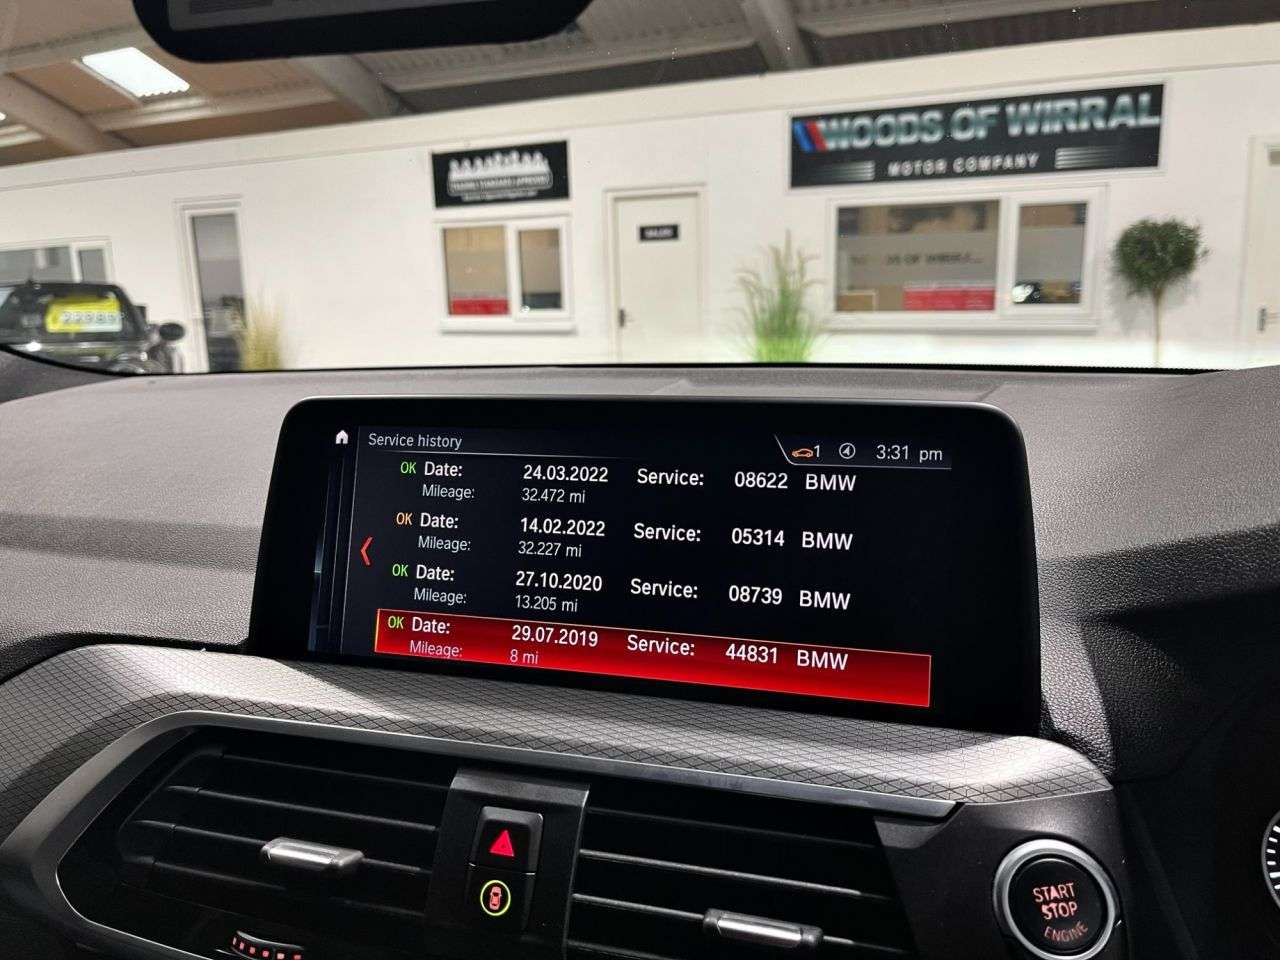 WOODS OF WIRRAL
MOTOR COMPANY
SALES
22989
Service history
1
3:31 pm
OK Date: 24.03.2022 Service: 08622 BMW
Mileage: 32.472 mi
OK Date: 14.02.2022 Service: 05314 BMW
Mileage: 32.227 mi
OK Date: 27.10.2020 Service: 08739 BMW
Mileage: 13.205 mi
OK Date: 29.07.2019 Service: 44831 BMW
Mileage: 8 mi
START
STOP
ENGINE